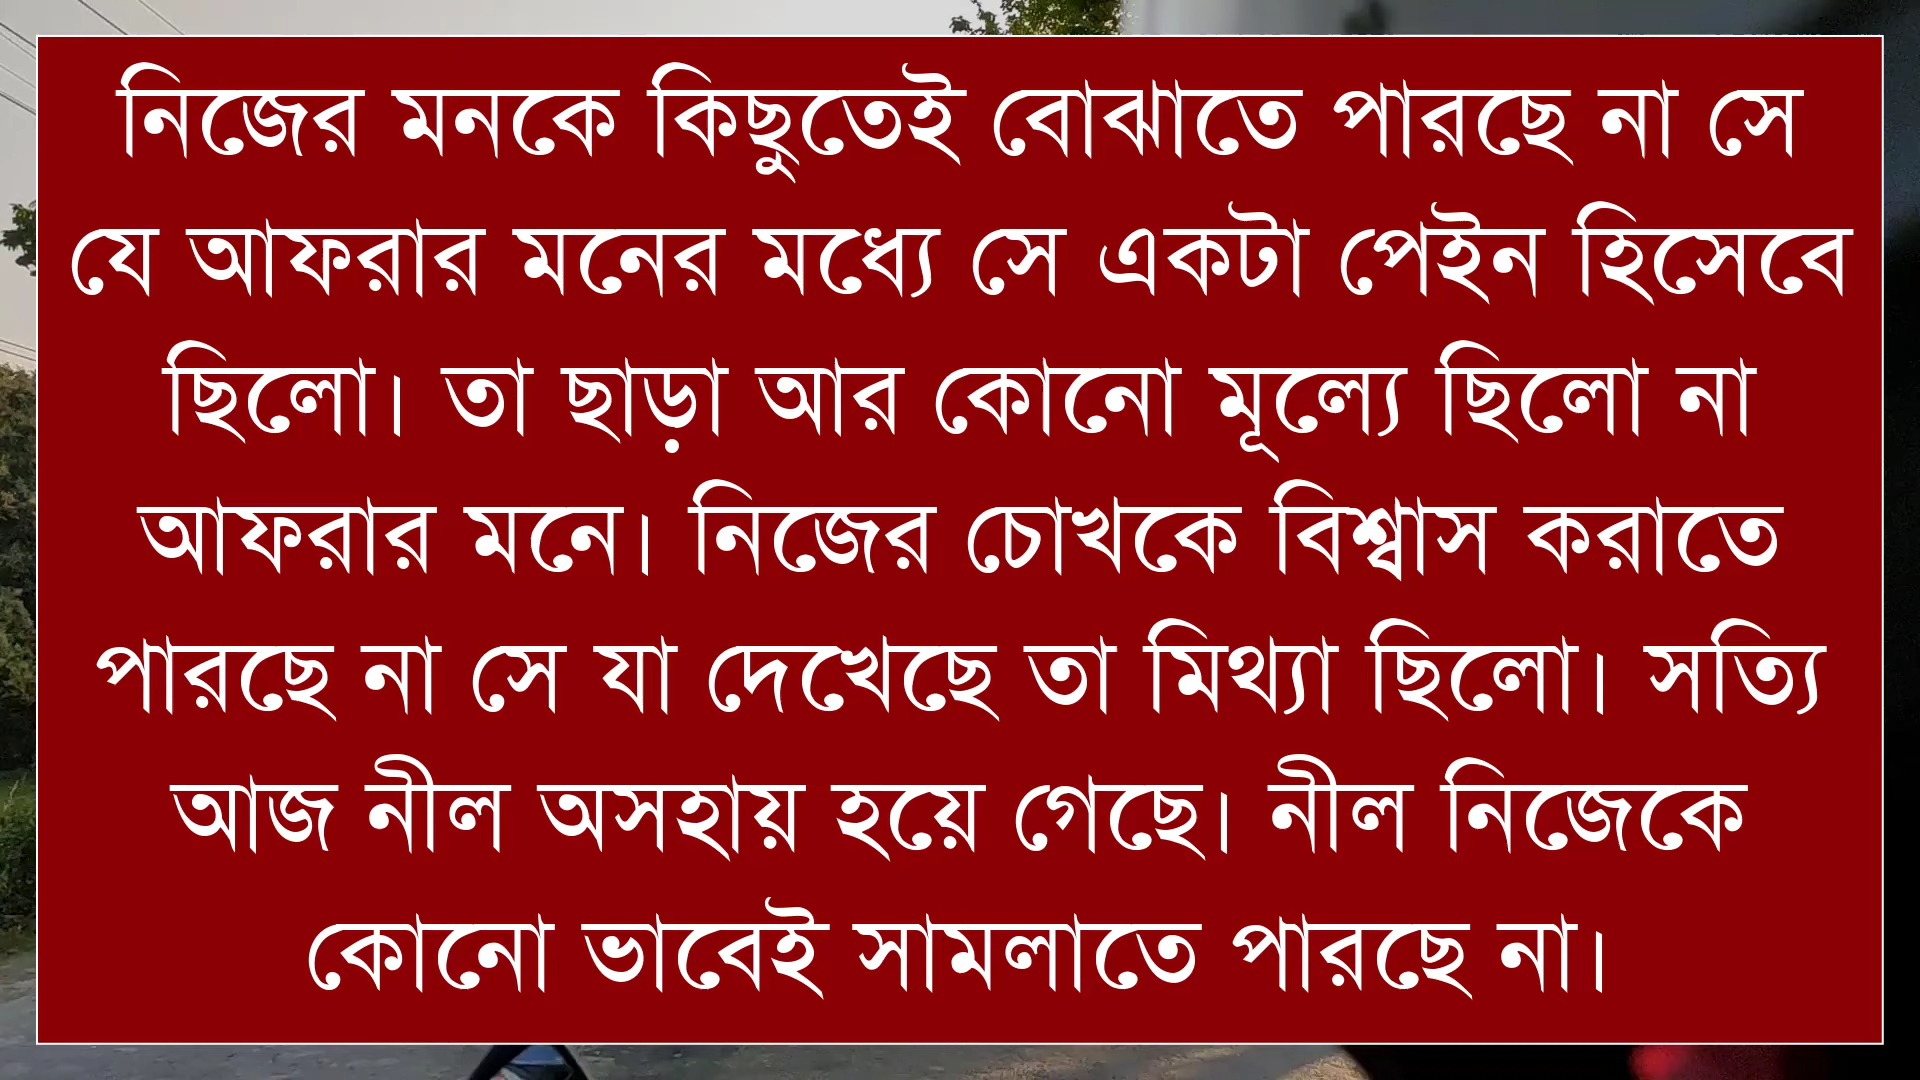 নিজের মনকে কিছুতেই বোঝাতে পারছে না সে
যে আফরার মনের মধ্যে সে একটা পেইন হিসেবে
ছিলো। তা ছাড়া আর কোনো মূল্যে ছিলো না
আফরার মনে। নিজের চোখকে বিশ্বাস করাতে
পারছে না সে যা দেখেছে তা মিথ্যা ছিলো। সত্যি
আজ নীল অসহায় হয়ে গেছে। নীল নিজেকে
কোনো ভাবেই সামলাতে পারছে না।